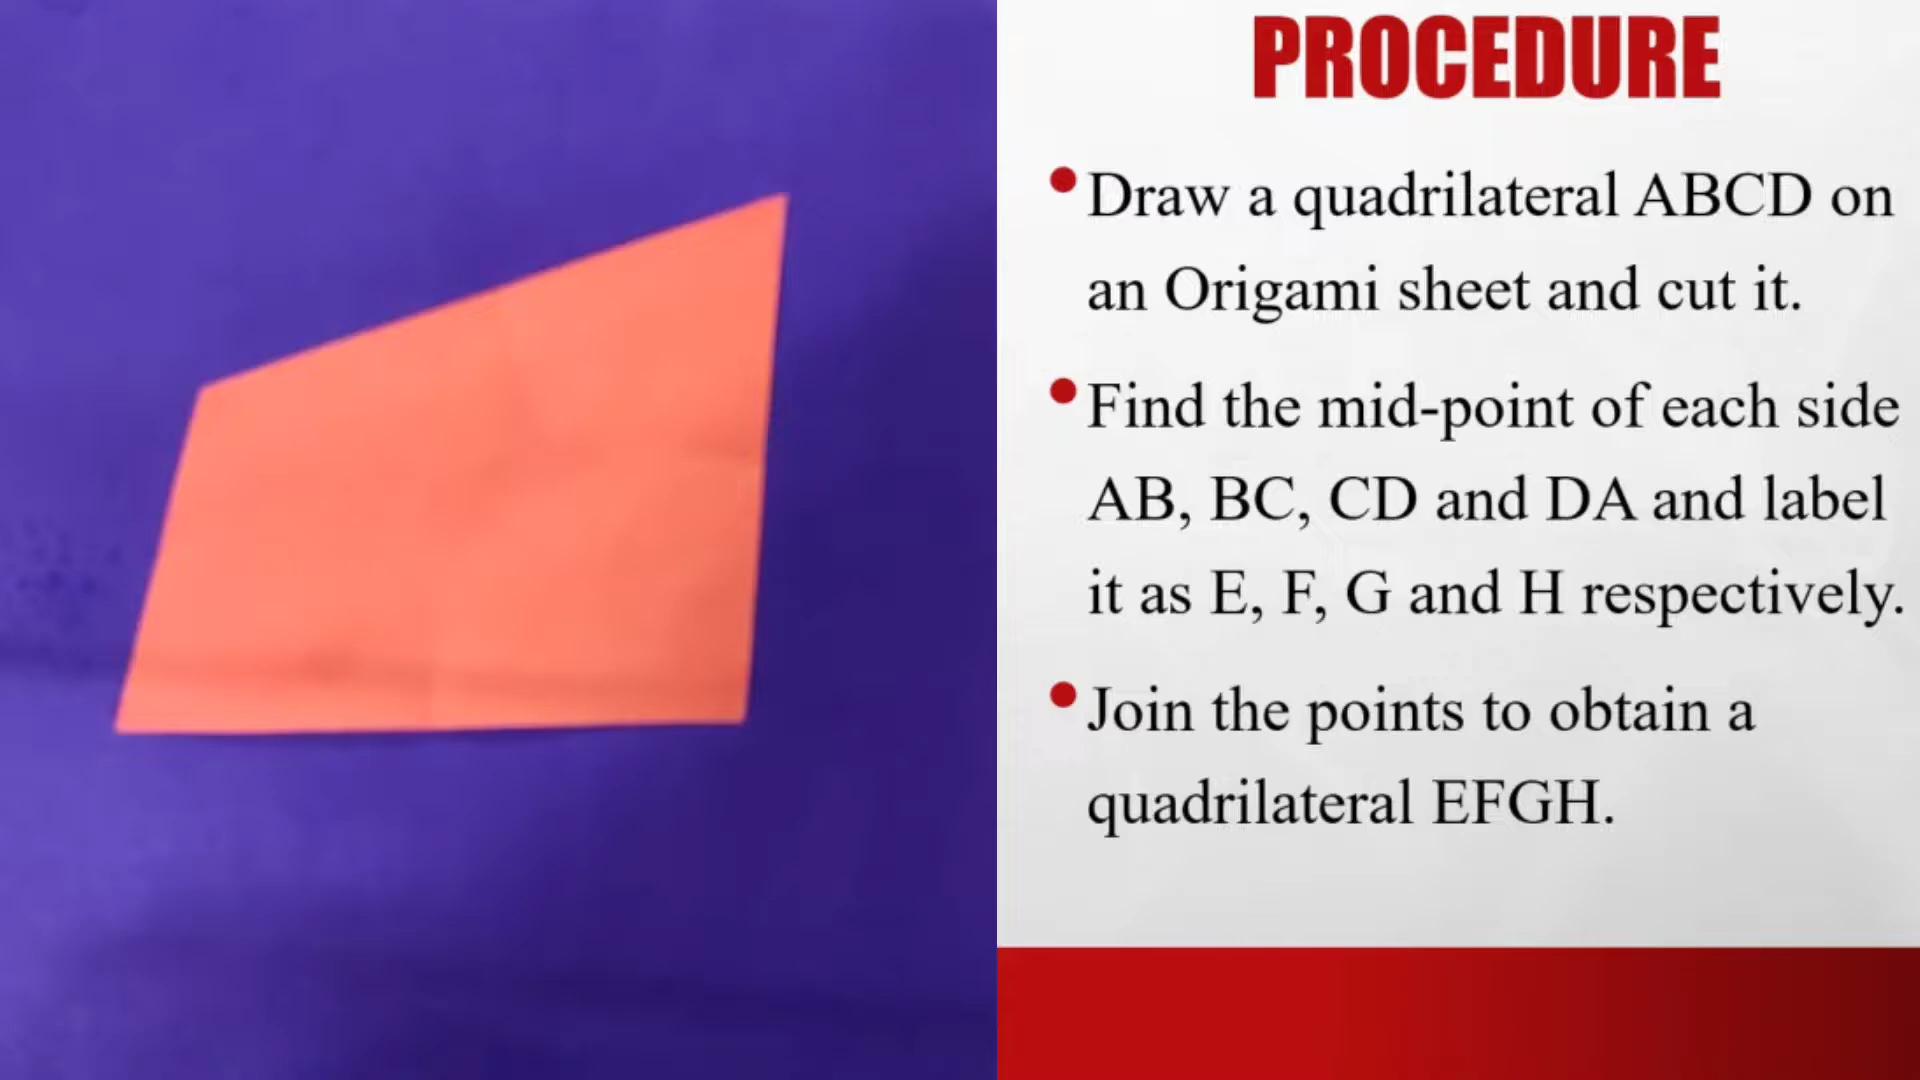 PROCEDURE
•Draw a quadrilateral ABCD on
an Origami sheet and cut it.
•Find the mid-point of each side
AB, BC, CD and DA and label
it as E, F, G and H respectively.
•Join the points to obtain a
quadrilateral EFGH.